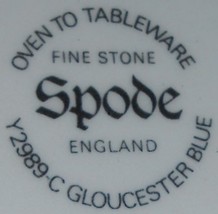 OVEN TO TABLEWARE
FINE STONE
Spode
ENGLAND
Y2989-C GLOUCESTER BLUE